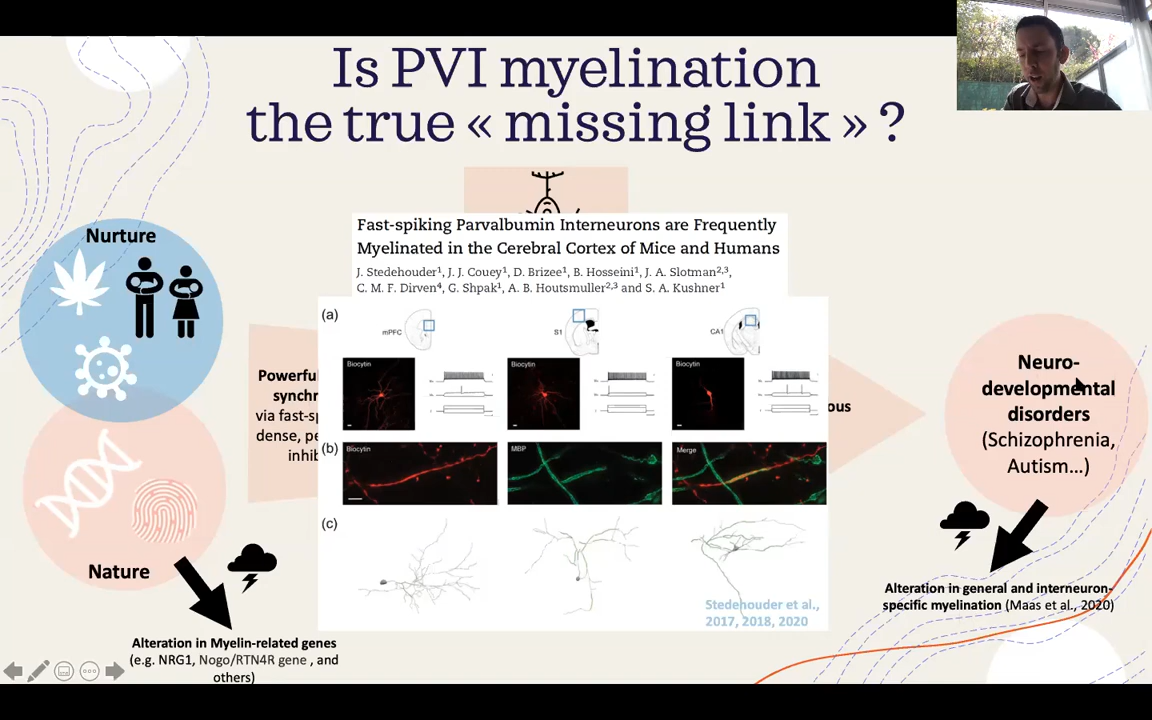 Is PVI myelination
the true « missing link » ?
Nurture
Fast-spiking Parvalbumin Interneurons are Frequently
Myelinated in the Cerebral Cortex of Mice and Humans
J. Stedehouder¹, J. J. Couey¹, D. Brizee¹, B. Hosseini¹, J. A. Slotman²,³,
C. M. F. Dirven⁴, G. Shpak¹, A. B. Houtsmuller²,³ and S. A. Kushner¹
(a)
mPFC
S1
CA1
Biocytin
Biocytin
Biocytin
Powerful
synchr
via fast-s
dense, pe
inhib
(b)
Biocytin
MBP
Merge
(c)
Stedehouder et al.,
2017, 2018, 2020
ous
Neuro-
developmental
disorders
(Schizophrenia,
Autism...)
Nature
Alteration in general and interneuron-
specific myelination (Maas et al., 2020)
Alteration in Myelin-related genes
(e.g. NRG1, Nogo/RTN4R gene , and
others)